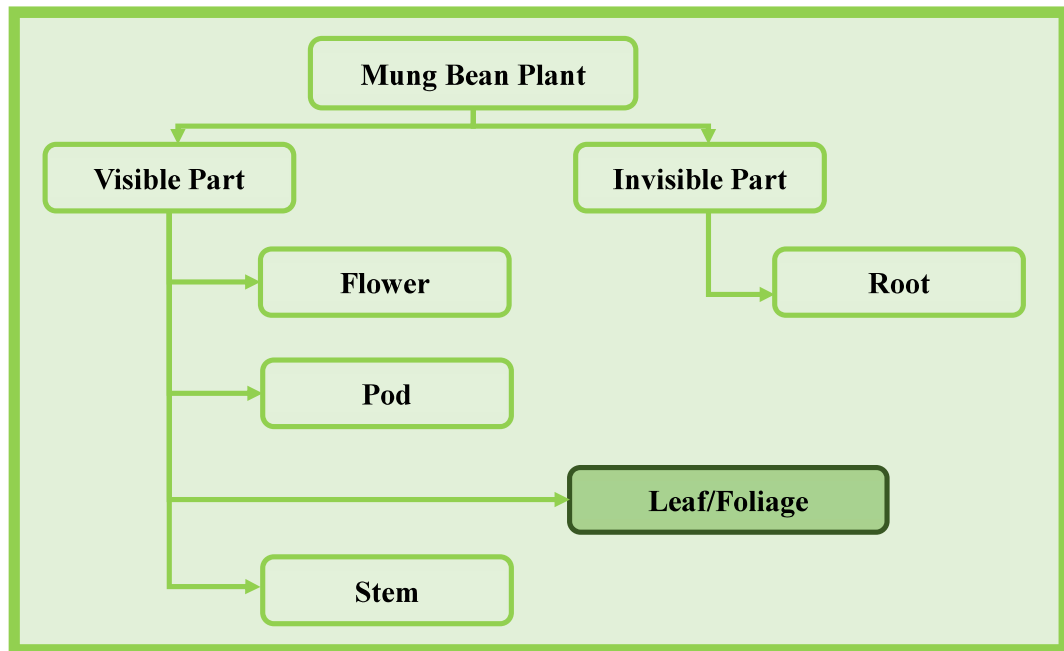 Mung Bean Plant
Visible Part
Invisible Part
Flower
Root
Pod
Leaf/Foliage
Stem